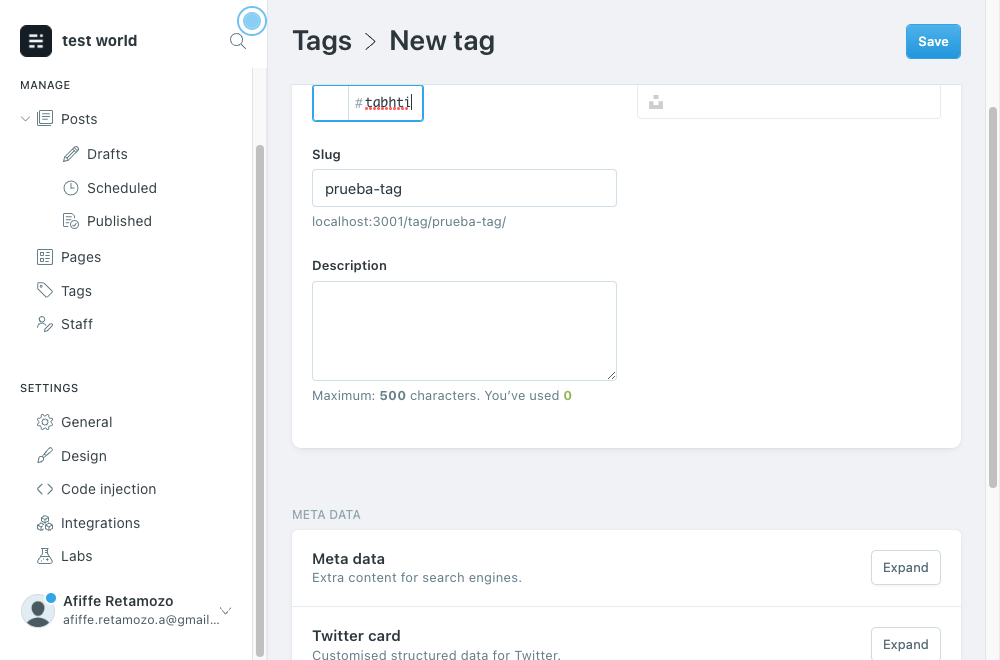 test world
Tags > New tag
Save
MANAGE
Posts
Drafts
Scheduled
Published
Pages
Tags
Staff
SETTINGS
General
Design
Code injection
Integrations
Labs
Afiffe Retamozo
afiffe.retamozo.a@gmail...
#tabhti
Slug
prueba-tag
localhost:3001/tag/prueba-tag/
Description
Maximum: 500 characters. You’ve used 0
META DATA
Meta data
Extra content for search engines.
Expand
Twitter card
Customised structured data for Twitter.
Expand